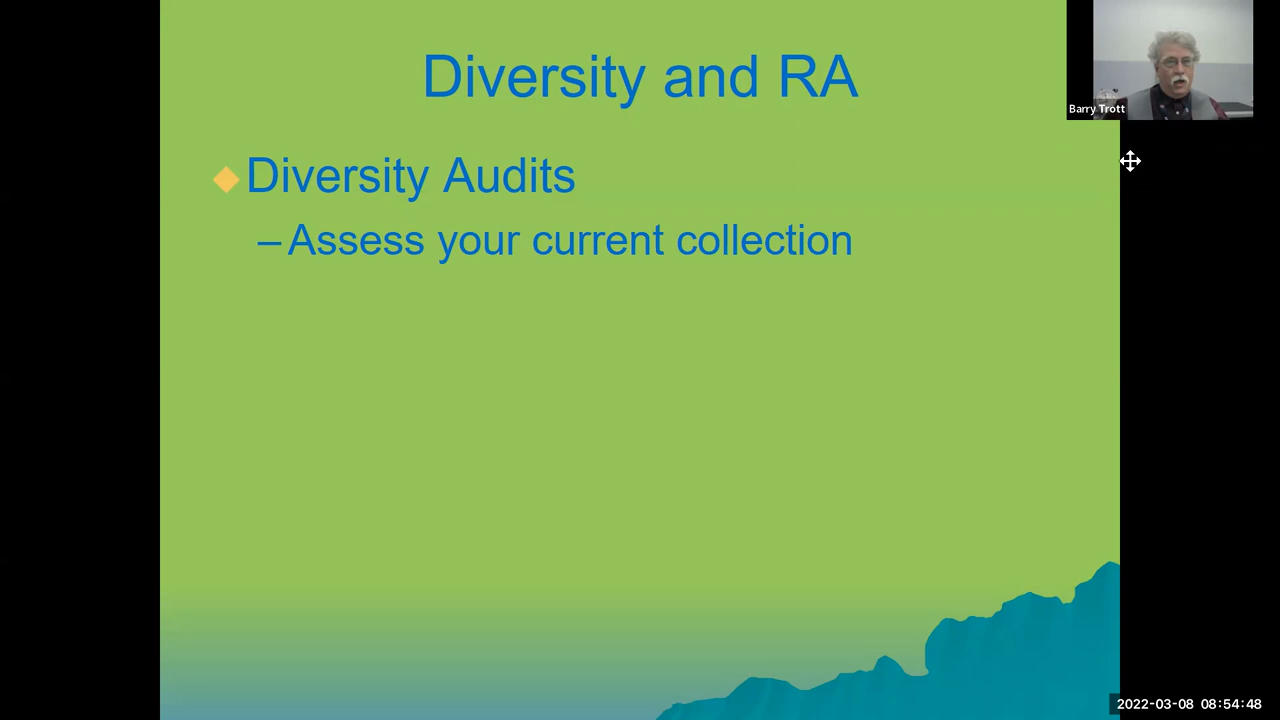 Diversity and RA
Barry Trott
Diversity Audits
–Assess your current collection
2022-03-08 08:54:48